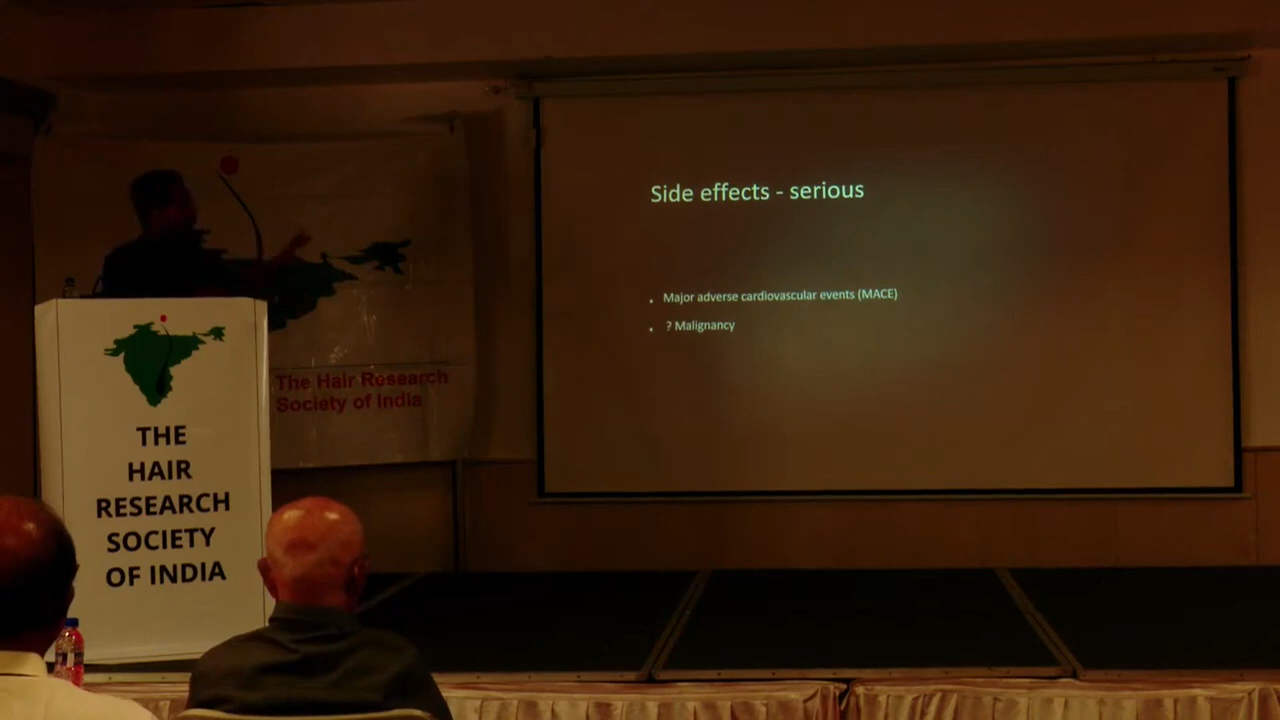 Side effects - serious
. Major adverse cardiovascular events (MACE)
. ? Malignancy
The Hair Research
Society of India
THE
HAIR
RESEARCH
SOCIETY
OF INDIA